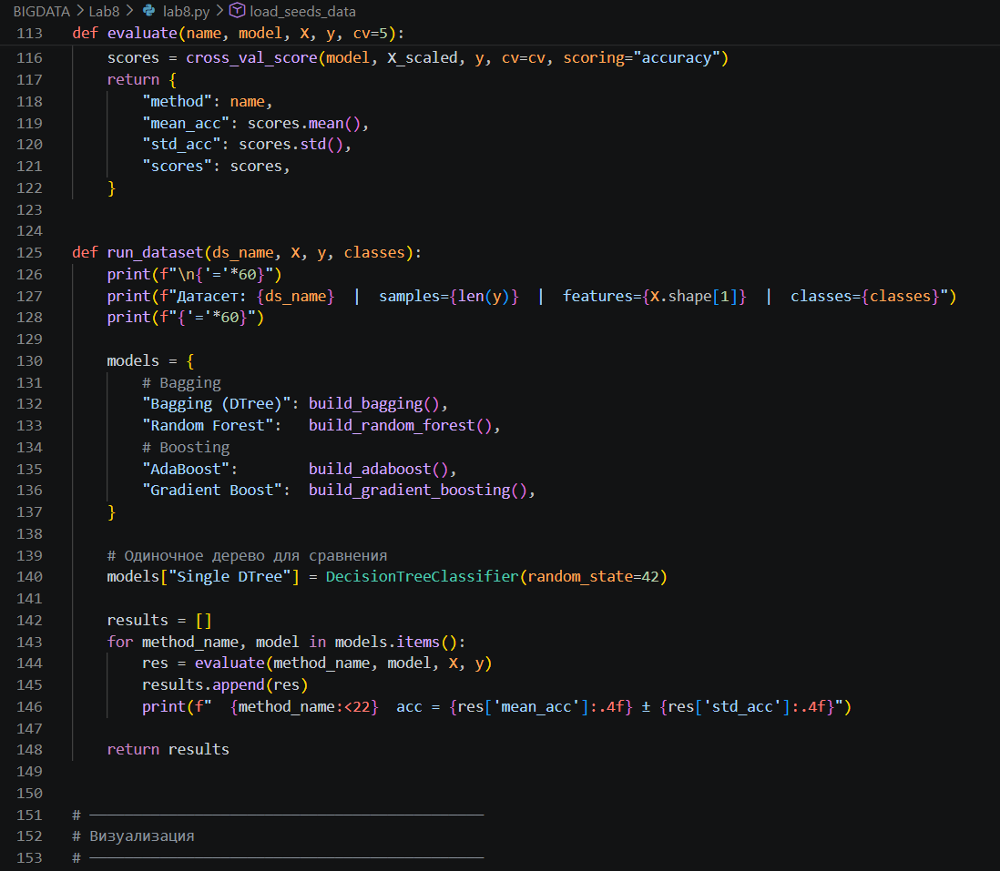 BIGDATA > Lab8 > lab8.py > load_seeds_data
113 def evaluate(name, model, X, y, cv=5):
116     scores = cross_val_score(model, X_scaled, y, cv=cv, scoring="accuracy")
117     return {
118         "method": name,
119         "mean_acc": scores.mean(),
120         "std_acc": scores.std(),
121         "scores": scores,
122     }
123
124
125 def run_dataset(ds_name, X, y, classes):
126     print(f"\n{'='*60}")
127     print(f"Датасет: {ds_name}  |  samples={len(y)}  |  features={X.shape[1]}  |  classes={classes}")
128     print(f"{'='*60}")
129
130     models = {
131         # Bagging
132         "Bagging (DTree)": build_bagging(),
133         "Random Forest":   build_random_forest(),
134         # Boosting
135         "AdaBoost":        build_adaboost(),
136         "Gradient Boost":  build_gradient_boosting(),
137     }
138
139     # Одиночное дерево для сравнения
140     models["Single DTree"] = DecisionTreeClassifier(random_state=42)
141
142     results = []
143     for method_name, model in models.items():
144         res = evaluate(method_name, model, X, y)
145         results.append(res)
146         print(f"  {method_name:<22}  acc = {res['mean_acc']:.4f} ± {res['std_acc']:.4f}")
147
148     return results
149
150
151 # ─────────────────────────────────────────────
152 # Визуализация
153 # ─────────────────────────────────────────────